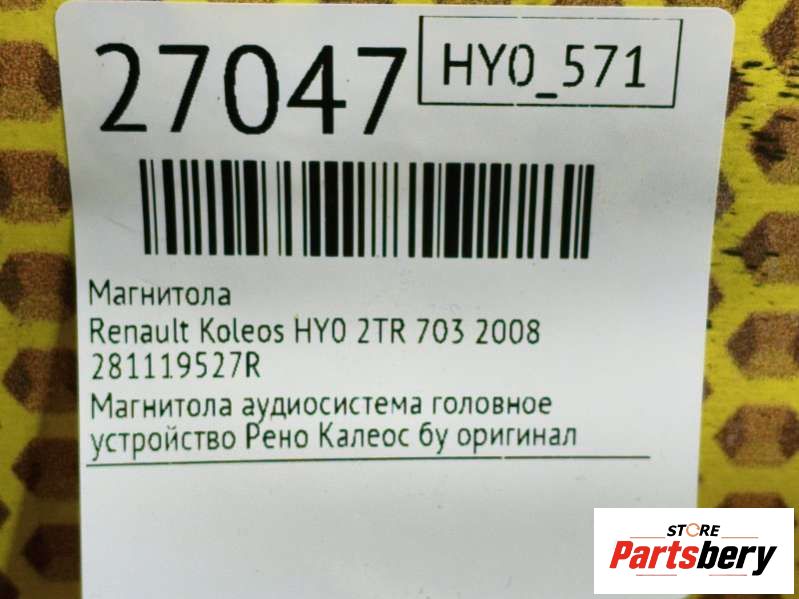 27047
HY0_571
Магнитола
Renault Koleos HY0 2TR 703 2008
281119527R
Магнитола аудиосистема головное
устройство Рено Калеос бу оригинал
STORE
Partsbery